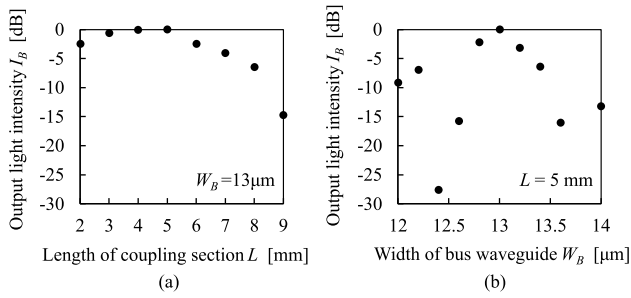 Output light intensity I_B [dB]
0
-5
-10
-15
-20
-25
-30
W_B =13μm
2 3 4 5 6 7 8 9
Length of coupling section L [mm]
(a)
Output light intensity I_B [dB]
0
-5
-10
-15
-20
-25
-30
L = 5 mm
12 12.5 13 13.5 14
Width of bus waveguide W_B [μm]
(b)